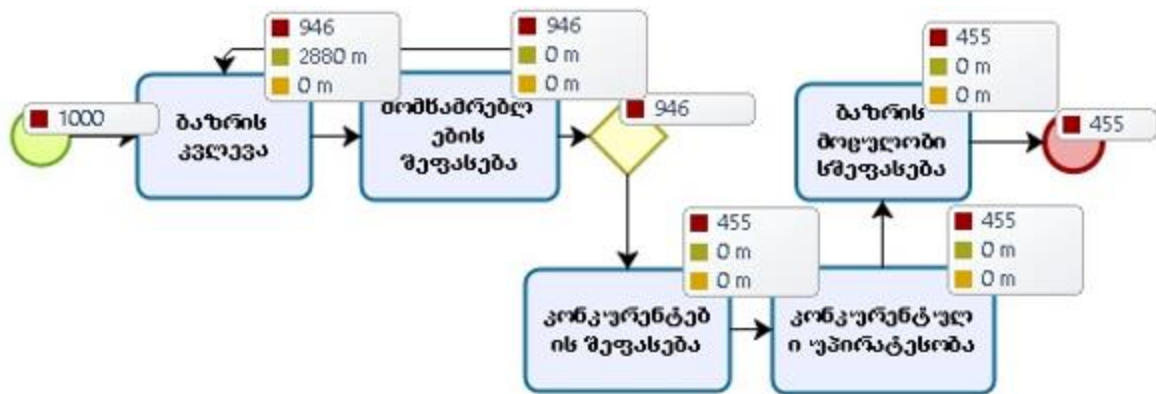 1000
946
2880 m
0 m
946
0 m
0 m
946
455
0 m
0 m
455
ბაზრის
კვლევა
მომხმარებლ
ების
შეფასება
ბაზრის
მოცულობი
სშეფასება
455
0 m
0 m
455
0 m
0 m
კონკურენტებ
ის შეფასება
კონკურენტულ
ი უპირატესობა